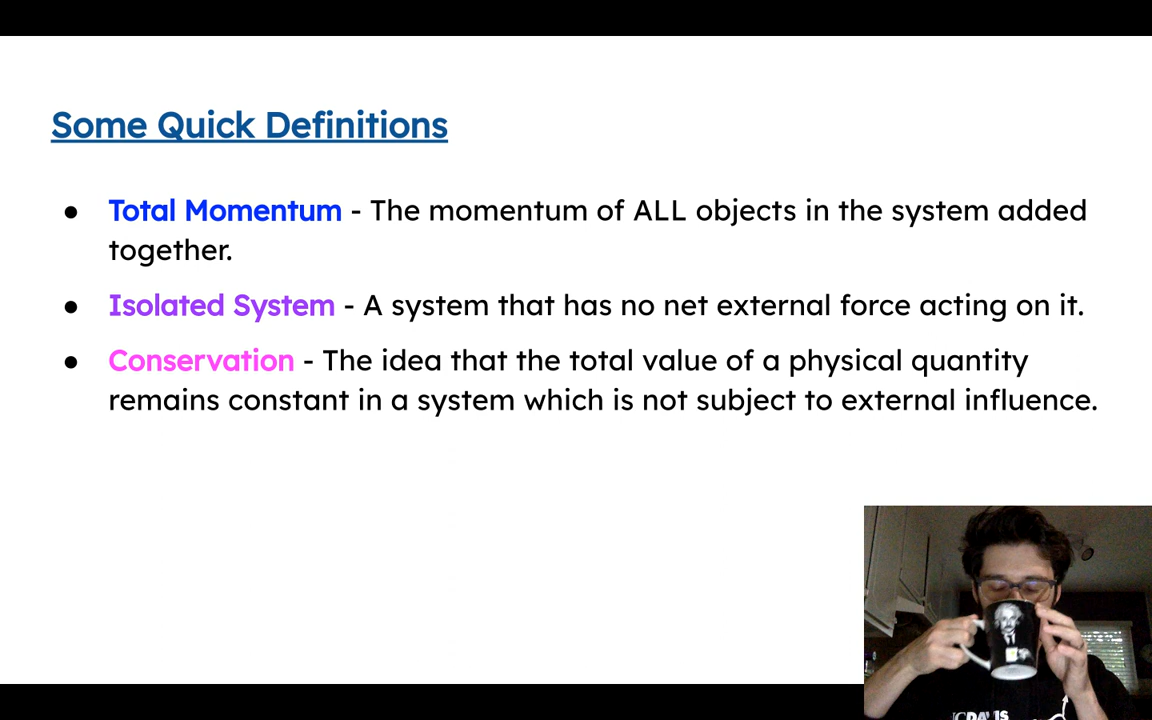 Some Quick Definitions
● Total Momentum - The momentum of ALL objects in the system added
together.
● Isolated System - A system that has no net external force acting on it.
● Conservation - The idea that the total value of a physical quantity
remains constant in a system which is not subject to external influence.